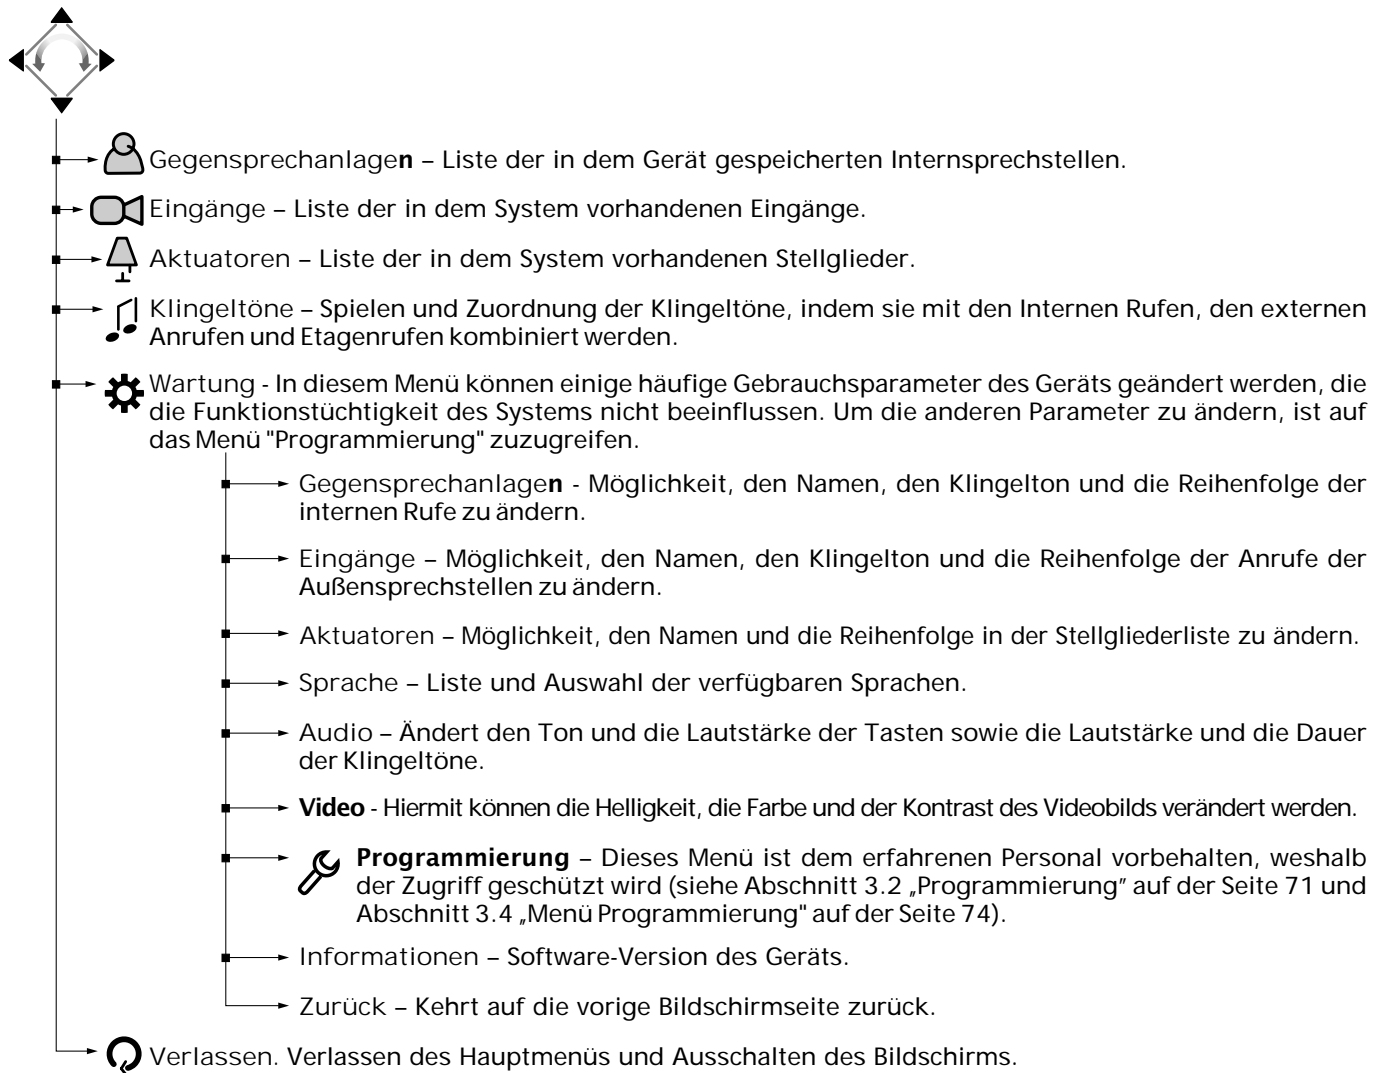 Gegensprechanlagen – Liste der in dem Gerät gespeicherten Internsprechstellen.
Eingänge – Liste der in dem System vorhandenen Eingänge.
Aktuatoren – Liste der in dem System vorhandenen Stellglieder.
Klingeltöne – Spielen und Zuordnung der Klingeltöne, indem sie mit den Internen Rufen, den externen
Anrufen und Etagenrufen kombiniert werden.
Wartung - In diesem Menü können einige häufige Gebrauchsparameter des Geräts geändert werden, die
die Funktionstüchtigkeit des Systems nicht beeinflussen. Um die anderen Parameter zu ändern, ist auf
das Menü "Programmierung" zuzugreifen.
Gegensprechanlagen - Möglichkeit, den Namen, den Klingelton und die Reihenfolge der
internen Rufe zu ändern.
Eingänge – Möglichkeit, den Namen, den Klingelton und die Reihenfolge der Anrufe der
Außensprechstellen zu ändern.
Aktuatoren – Möglichkeit, den Namen und die Reihenfolge in der Stellgliederliste zu ändern.
Sprache – Liste und Auswahl der verfügbaren Sprachen.
Audio – Ändert den Ton und die Lautstärke der Tasten sowie die Lautstärke und die Dauer
der Klingeltöne.
Video - Hiermit können die Helligkeit, die Farbe und der Kontrast des Videobilds verändert werden.
Programmierung – Dieses Menü ist dem erfahrenen Personal vorbehalten, weshalb
der Zugriff geschützt wird (siehe Abschnitt 3.2 „Programmierung” auf der Seite 71 und
Abschnitt 3.4 „Menü Programmierung" auf der Seite 74).
Informationen – Software-Version des Geräts.
Zurück – Kehrt auf die vorige Bildschirmseite zurück.
Verlassen. Verlassen des Hauptmenüs und Ausschalten des Bildschirms.